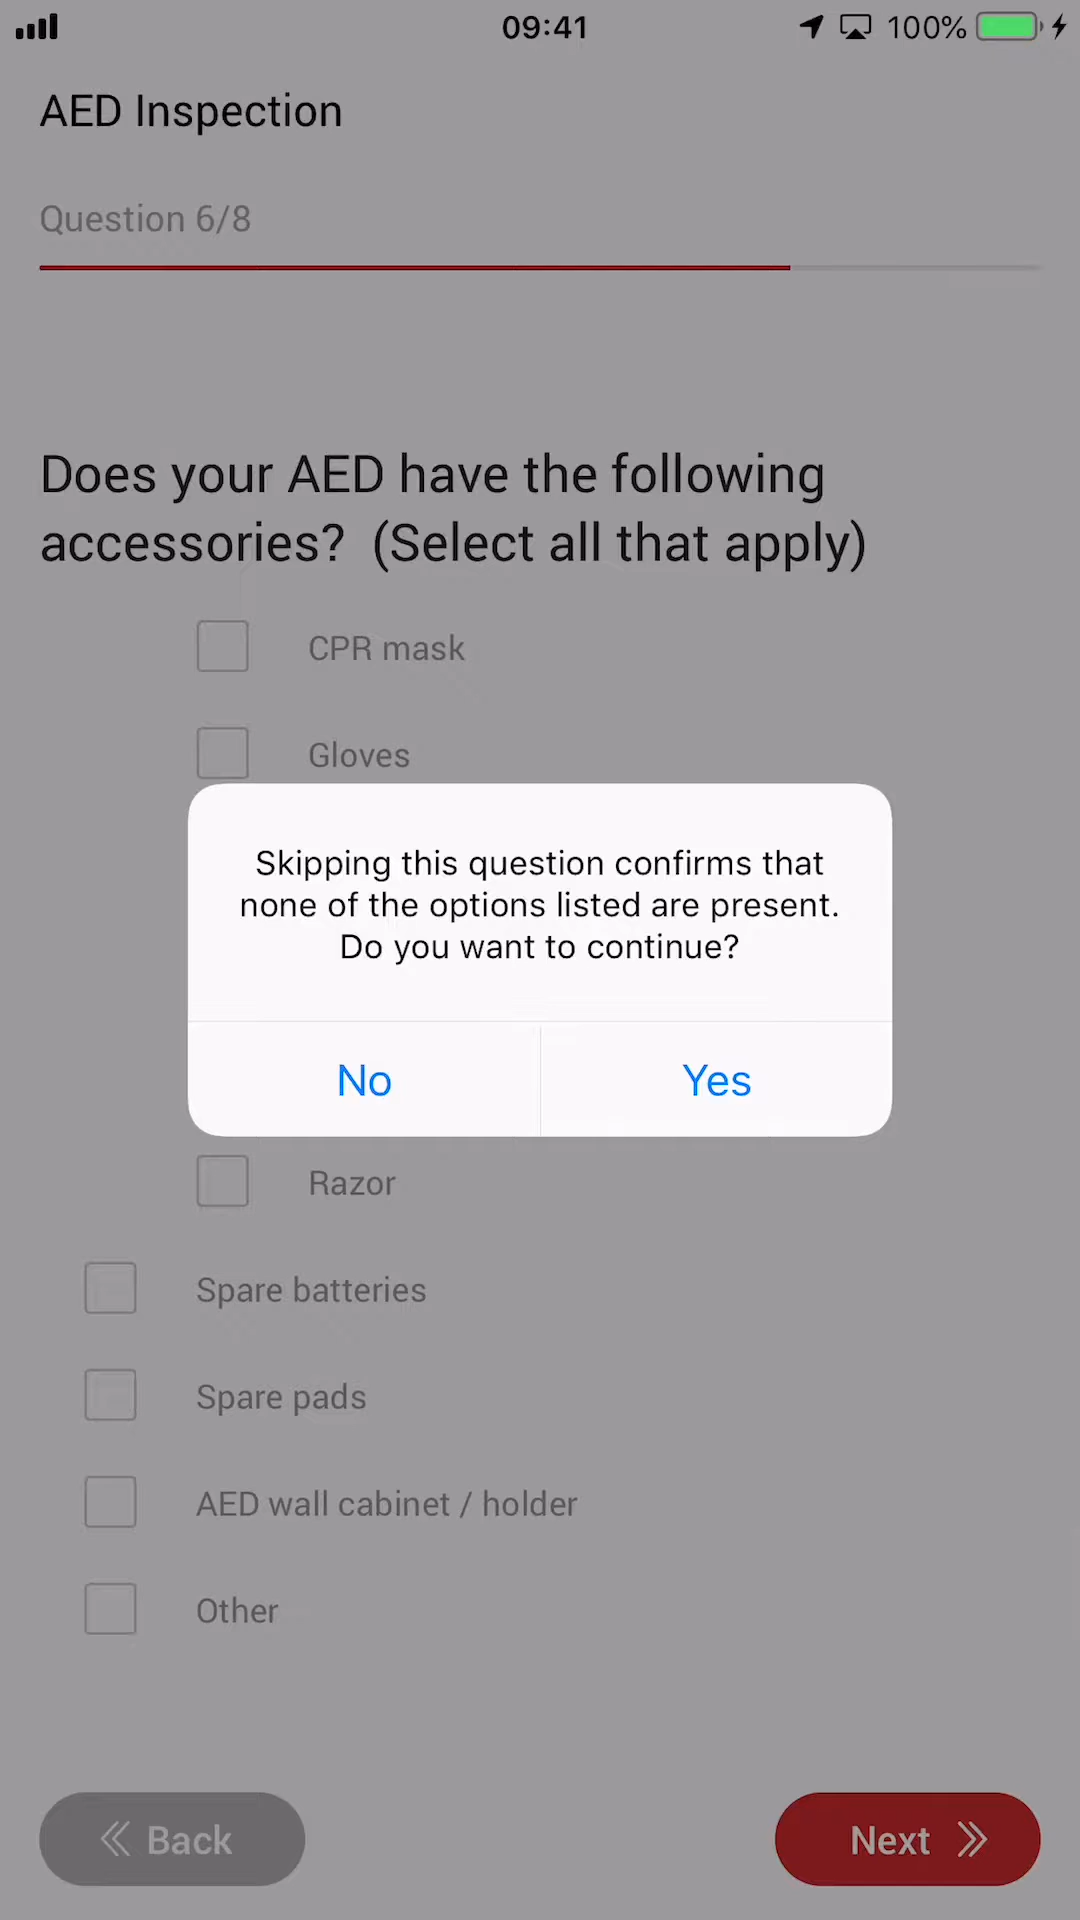 09:41
100%
AED Inspection
Question 6/8
Does your AED have the following
accessories?  (Select all that apply)
CPR mask
Gloves
Skipping this question confirms that
none of the options listed are present.
Do you want to continue?
No
Yes
Razor
Spare batteries
Spare pads
AED wall cabinet / holder
Other
Back
Next